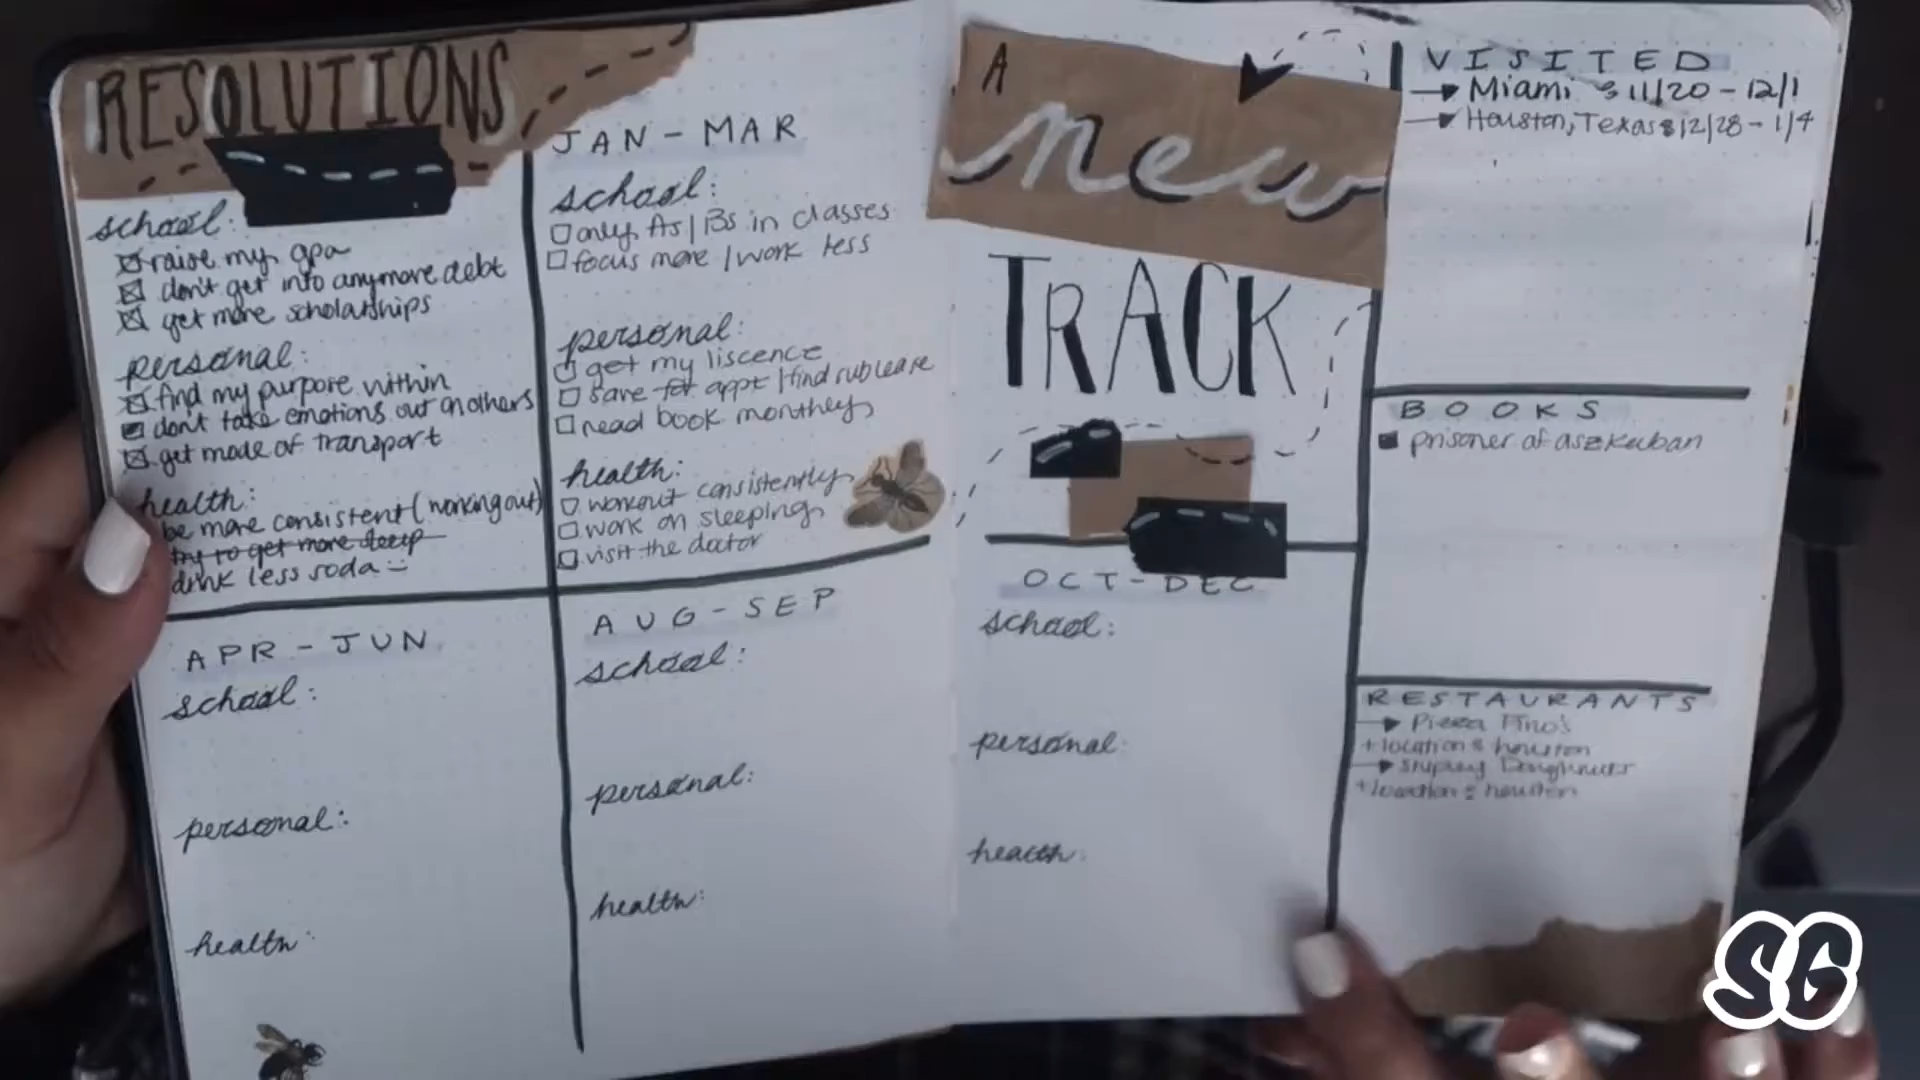 RESOLUTIONS
school:
raise my gpa
don't get into anymore debt
get more scholarships
personal:
find my purpose within
don't take emotions out on others
get mode of transport
health:
be more consistent (working out)
try to get more sleep
drink less soda
JAN - MAR
school:
only As/Bs in classes
focus more / work less
personal:
get my liscence
save for appt / find sublease
read book monthly
health:
workout consistently
work on sleeping
visit the doctor
APR - JUN
school:
personal:
health:
AUG - SEP
school:
personal:
health:
A
new
TRACK
OCT - DEC
school:
personal:
health:
VISITED
Miami : 11/20 - 12/1
Houston, Texas : 12/28 - 1/4
BOOKS
prisoner of aszkaban
RESTAURANTS
Pizza
+ location : houston
Shipley Doughnuts
+ location : houston
SG